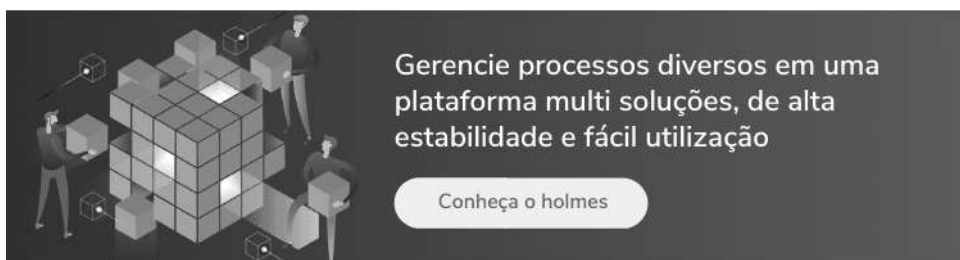 Gerencie processos diversos em uma
plataforma multi soluções, de alta
estabilidade e fácil utilização
Conheça o holmes